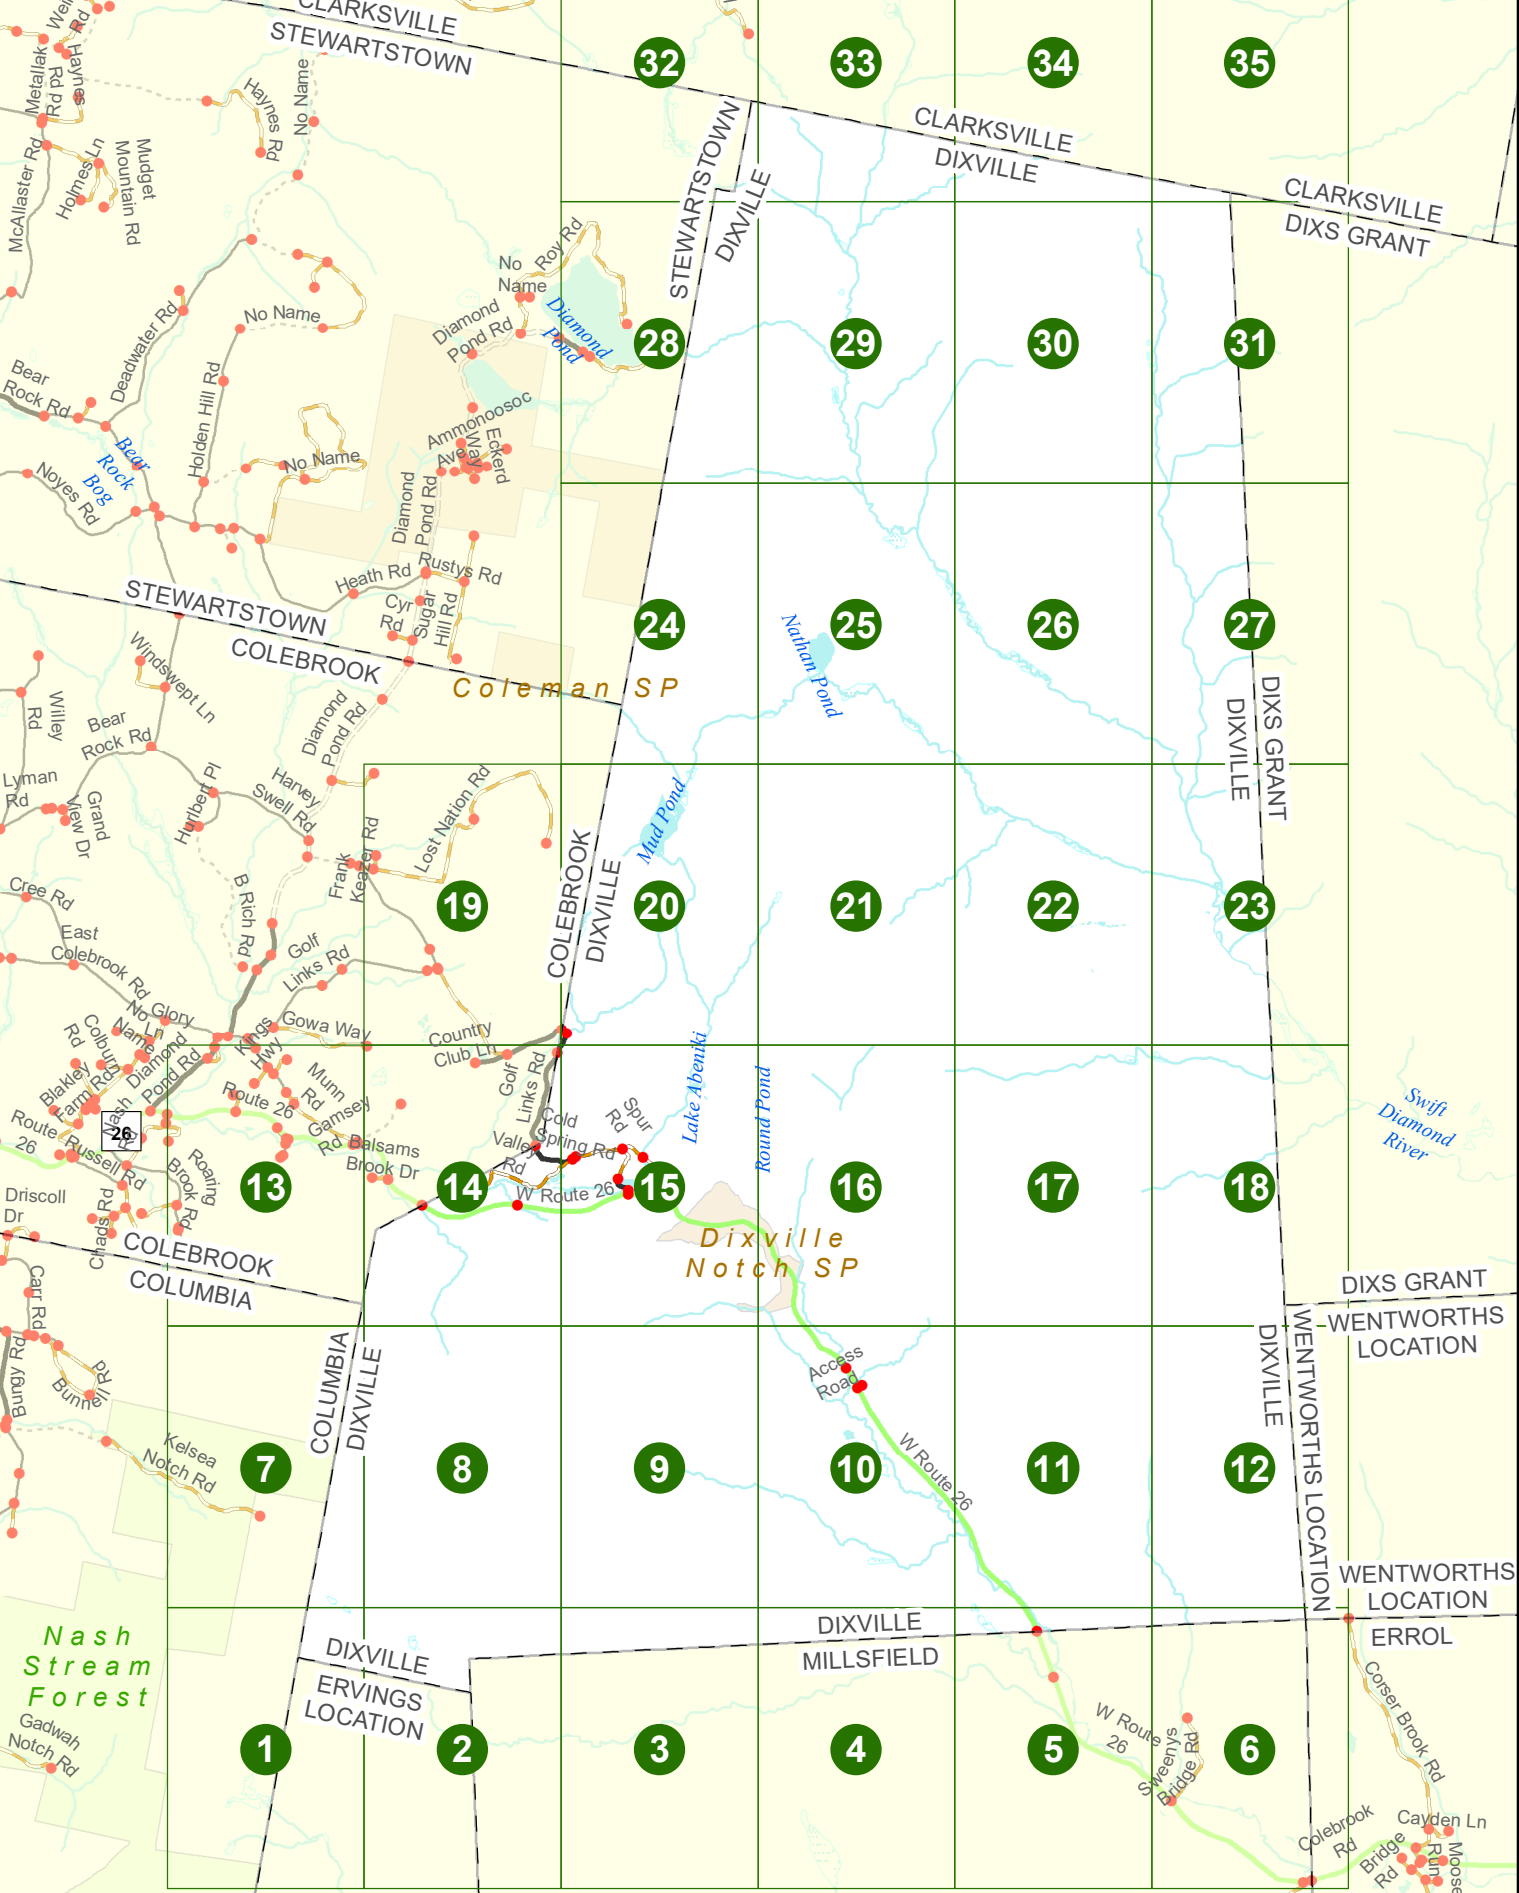 CLARKSVILLE
STEWARTSTOWN
32
33
34
35
Metallak
Rd
Haynes
Rd
Haynes
Rd
No Name
McAllaster Rd
Holmes Ln
Mudget
Mountain Rd
STEWARTSTOWN
DIXVILLE
CLARKSVILLE
DIXVILLE
CLARKSVILLE
DIXS GRANT
No
Name
Roy Rd
Diamond
Pond Rd
Diamond
Pond
28
29
30
31
Deadwater Rd
No Name
Bear
Rock Rd
Holden Hill Rd
Bear
Rock
Bog
Noyes Rd
No Name
Ammonoosoc
Way
Ave
Eckerd
Diamond
Pond Rd
Heath Rd
Rustys Rd
Cyr
Rd
Sugar
Hill Rd
STEWARTSTOWN
COLEBROOK
24
25
26
27
Nathan Pond
Coleman SP
Windswept Ln
Willey
Rd
Bear
Rock Rd
Diamond
Pond Rd
DIXS GRANT
DIXVILLE
Lyman
Rd
Grand
View Dr
Hurlbert Pl
Harvey
Swell Rd
Frank
Keazer Rd
Lost Nation Rd
Mud Pond
COLEBROOK
DIXVILLE
19
20
21
22
23
Cree Rd
East
Colebrook Rd
B Rich Rd
Golf
Links Rd
Glory
Ln
No
Name
Colburn
Rd
Kings
Hwy
Gowa Way
Country
Club Ln
Golf
Links Rd
Blakley
Farm Rd
Diamond
Pond Rd
Nash
Rd
26
Route 26
Munn
Rd
Gamsey
Rd
Balsams
Brook Dr
Cold
Spring Rd
Spur
Rd
Valley
Rd
W Route 26
Lake Abeniki
Round Pond
Swift
Diamond
River
Route
26
Russell Rd
Roaring
Brook Rd
Driscoll
Dr
Chads Rd
13
14
15
16
17
18
Dixville
Notch SP
COLEBROOK
COLUMBIA
DIXS GRANT
WENTWORTHS
LOCATION
Carr Rd
Bungy Rd
Bunnell Rd
COLUMBIA
DIXVILLE
Access
Road
DIXVILLE
WENTWORTHS LOCATION
Kelsea
Notch Rd
7
8
9
10
11
12
W Route 26
WENTWORTHS
LOCATION
ERROL
DIXVILLE
MILLSFIELD
DIXVILLE
ERVINGS
LOCATION
Nash
Stream
Forest
Gadwah
Notch Rd
1
2
3
4
5
6
W Route
26
Sweenys
Bridge Rd
Corser Brook Rd
Colebrook
Rd
Cayden Ln
Bridge
Rd
Run
Moose